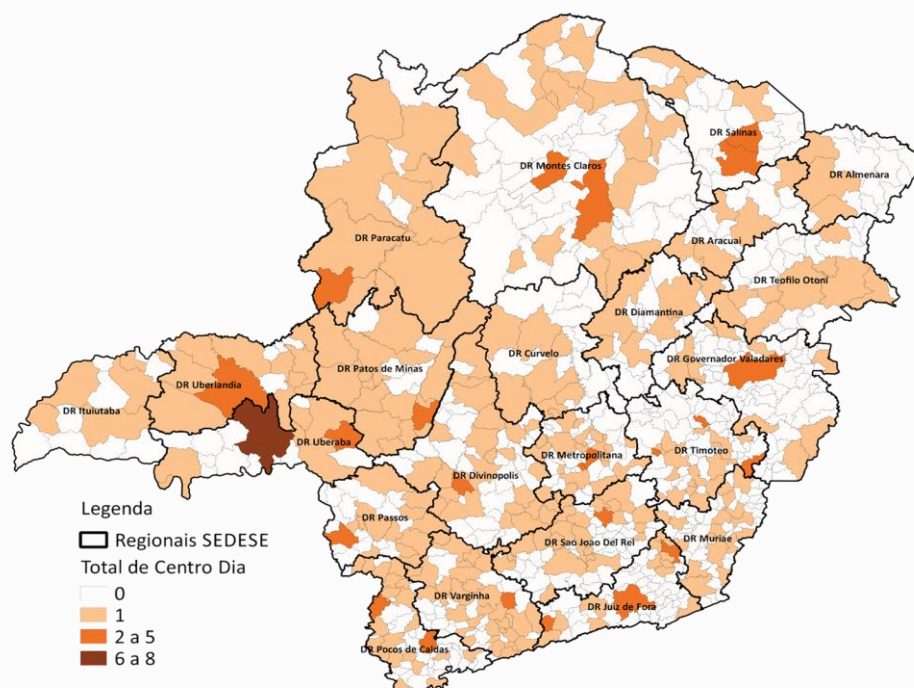 DR Salinas
DR Montes Claros
DR Almenara
DR Paracatu
DR Aracuai
DR Teofilo Otoni
DR Diamantina
DR Curvelo
DR Governador Valadares
DR Patos de Minas
DR Uberlandia
DR Ituiutaba
DR Uberaba
DR Metropolitana
DR Timoteo
DR Divinopolis
DR Passos
DR Sao Joao Del Rei
DR Muriae
DR Varginha
DR Juiz de Fora
DR Pocos de Caldas
Legenda
Regionais SEDESE
Total de Centro Dia
0
1
2 a 5
6 a 8